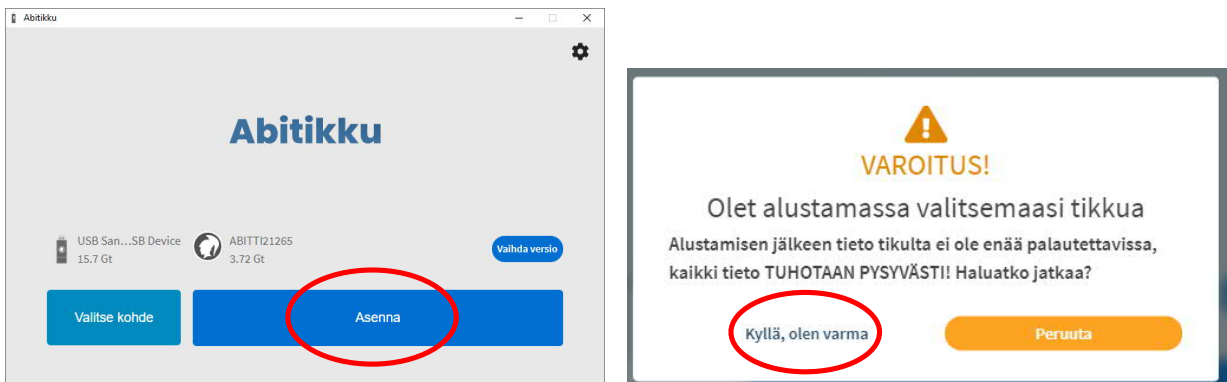 Abitikku
Abitikku
USB San...SB Device
15.7 Gt
ABITTI21265
3.72 Gt
Vaihda versio
Valitse kohde
Asenna
VAROITUS!
Olet alustamassa valitsemaasi tikkua
Alustamisen jälkeen tieto tikulta ei ole enää palautettavissa,
kaikki tieto TUHOTAAN PYSYVÄSTI! Haluatko jatkaa?
Kyllä, olen varma
Peruuta